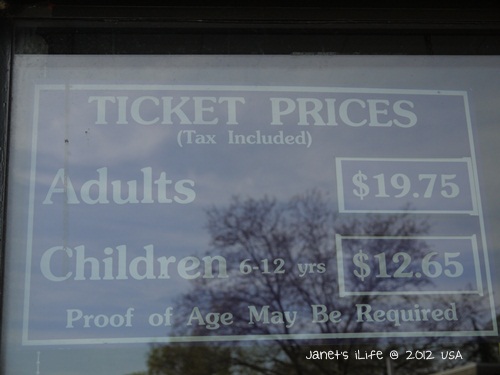 TICKET PRICES
(Tax Included)
Adults $19.75
Children 6-12 yrs $12.65
Proof of Age May Be Required
Janet's iLife @ 2012 USA